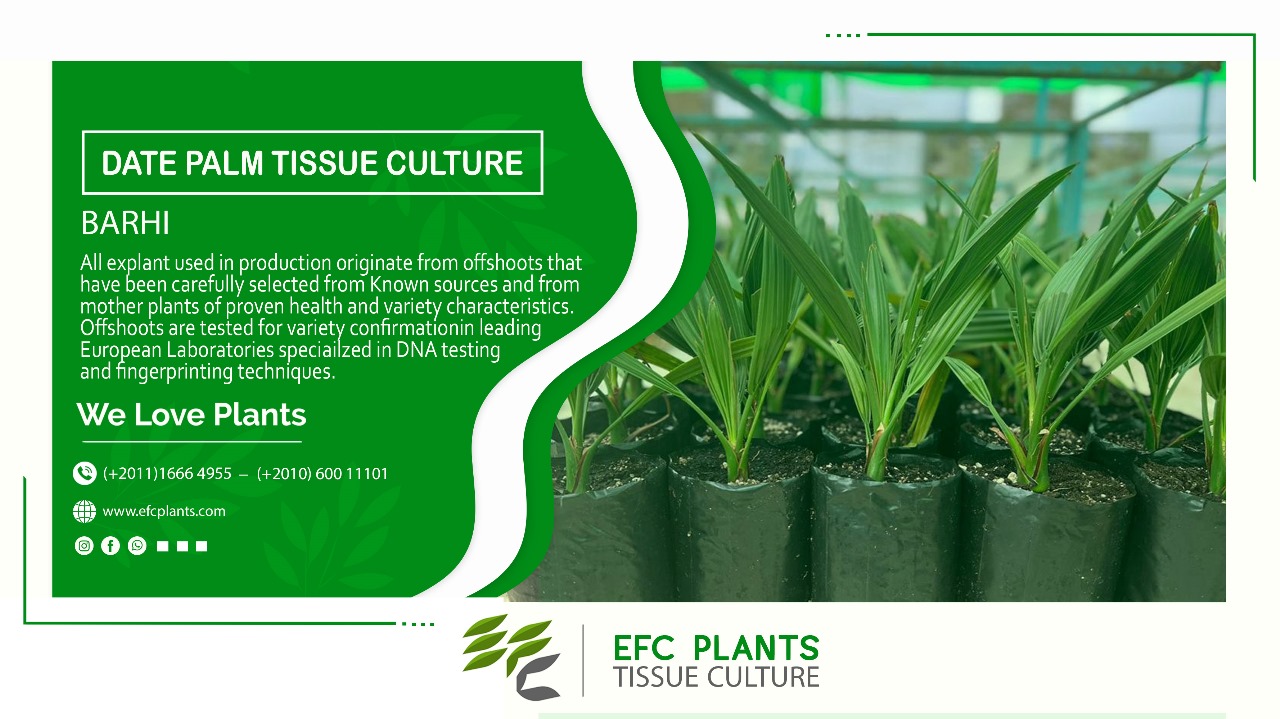 DATE PALM TISSUE CULTURE
BARHI
All explant used in production originate from offshoots that
have been carefully selected from Known sources and from
mother plants of proven health and variety characteristics.
Offshoots are tested for variety confirmationin leading
European Laboratories speciailzed in DNA testing
and fingerprinting techniques.
We Love Plants
(+2011)1666 4955 – (+2010) 600 11101
www.efcplants.com
EFC PLANTS
TISSUE CULTURE